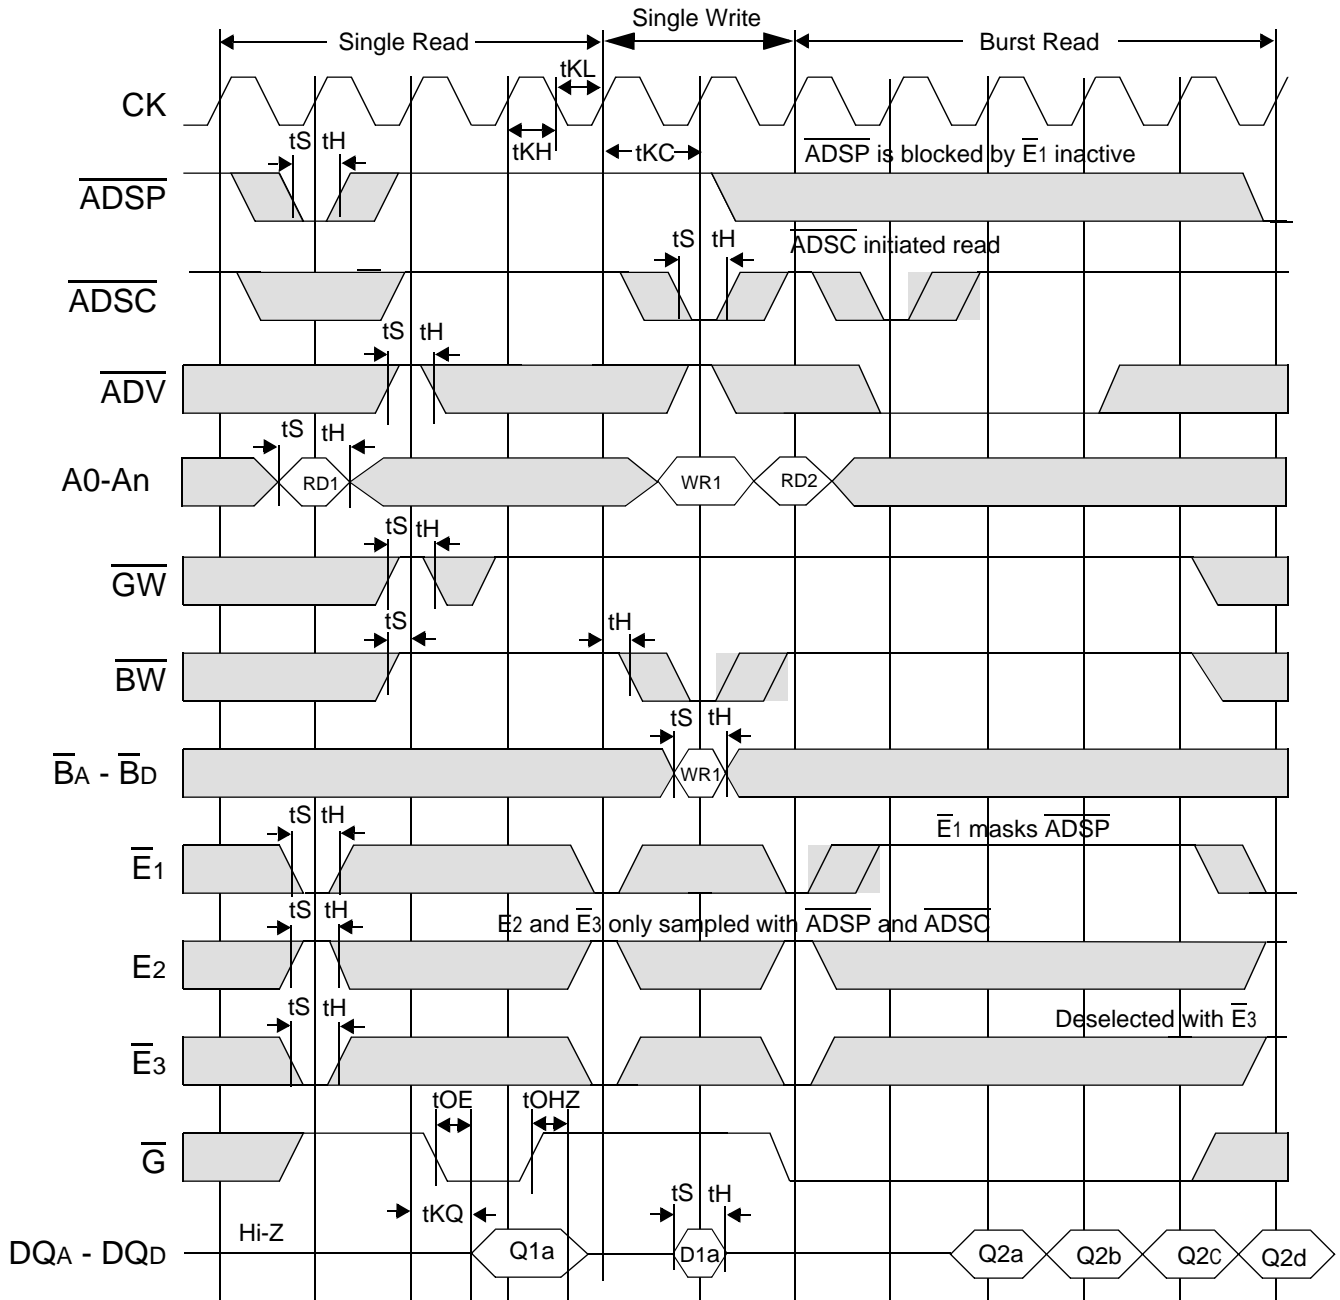 Single Write
Single Read
Burst Read
tKL
CK
tS tH
tKH
tKC
ADSP is blocked by E1 inactive
ADSP
tS tH
ADSC initiated read
ADSC
tS tH
ADV
tS tH
A0-An
RD1
WR1
RD2
tS tH
GW
tS
tH
BW
tS tH
BA - BD
WR1
tS tH
E1 masks ADSP
E1
tS tH
E2 and E3 only sampled with ADSP and ADSC
E2
tS tH
Deselected with E3
E3
tOE
tOHZ
G
tKQ
tS tH
Hi-Z
DQA - DQD
Q1a
D1a
Q2a
Q2b
Q2c
Q2d